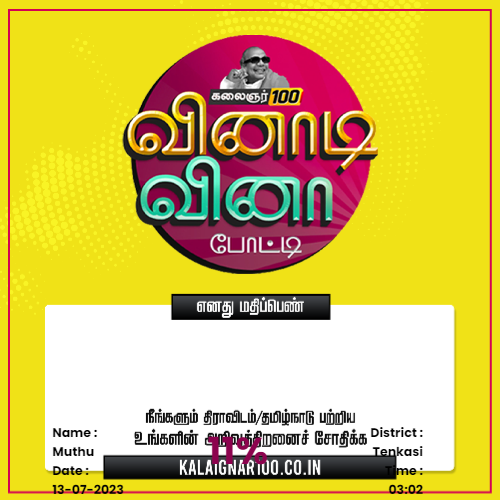 கலைஞர் 100
வினாடி
வினா
போட்டி
எனது மதிப்பெண்
நீங்களும் திராவிடம்/தமிழ்நாடு பற்றிய
உங்களின் அறிவுத்திறனைச் சோதிக்க
11%
KALAIGNAR100.CO.IN
Name :
Muthu
Date :
13-07-2023
District :
Tenkasi
Time :
03:02